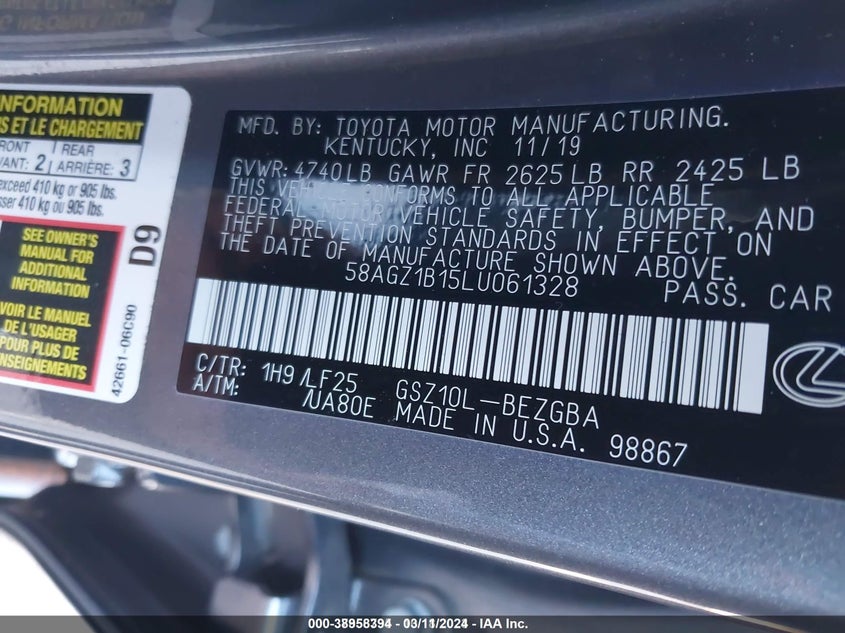 INFORMATION
S ET LE CHARGEMENT
FRONT REAR
VANT: 2 ARRIÈRE: 3
exceed 410 kg or 905 lbs.
sser 410 kg ou 905 lbs.
SEE OWNER'S
MANUAL FOR
ADDITIONAL
INFORMATION
VOIR LE MANUEL
DE L'USAGER
POUR PLUS DE
RENSEIGNEMENTS
D9
42661-06C90
MFD. BY: TOYOTA MOTOR MANUFACTURING.
KENTUCKY, INC 11/19
GVWR: 4740LB GAWR FR 2625LB RR 2425 LB
THIS VEHICLE CONFORMS TO ALL APPLICABLE
FEDERAL MOTOR VEHICLE SAFETY, BUMPER, AND
THEFT PREVENTION STANDARDS IN EFFECT ON
THE DATE OF MANUFACTURE SHOWN ABOVE.
58AGZ1B15LU061328 PASS. CAR
C/TR: 1H9 /LF25 GSZ10L-BEZGBA
A/TM: /UA80E MADE IN U.S.A. 98867
000-38958394 - 03/11/2024 - IAA Inc.